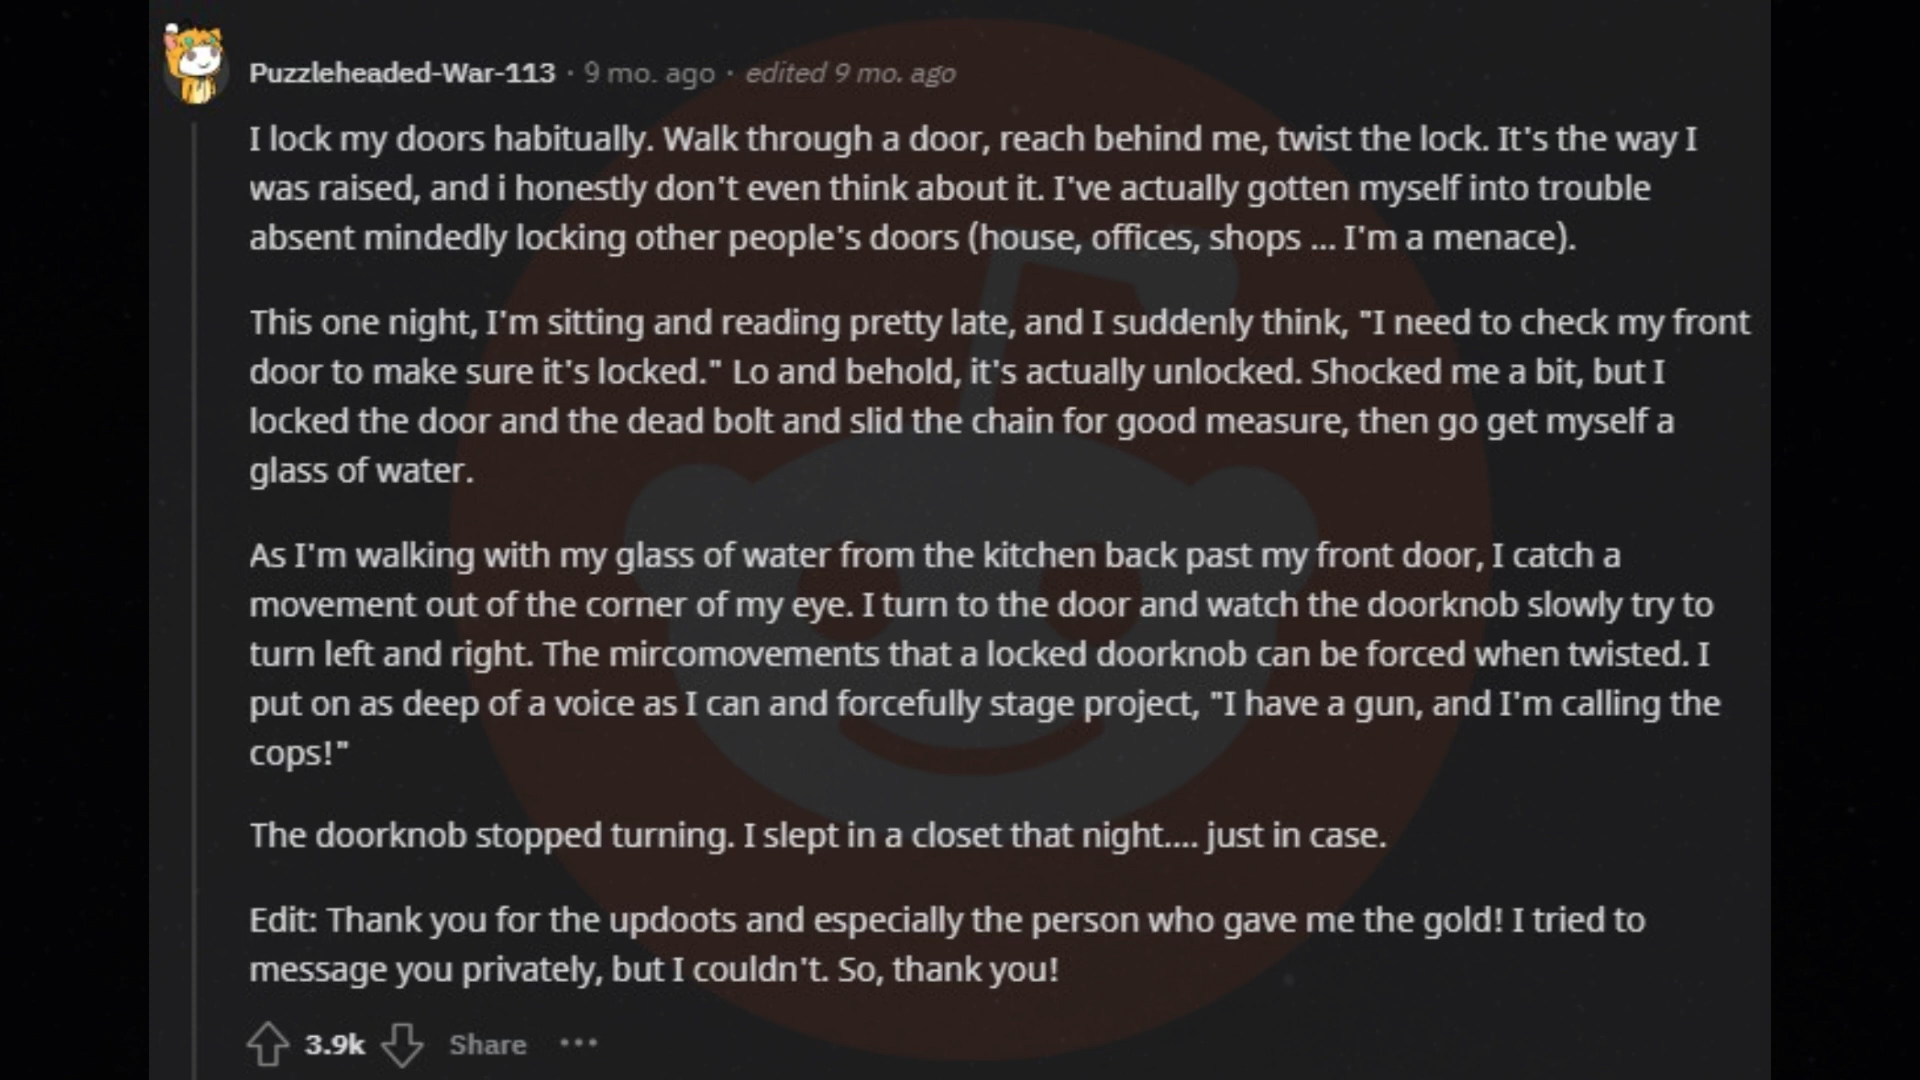 Puzzleheaded-War-113 · 9 mo. ago · edited 9 mo. ago
I lock my doors habitually. Walk through a door, reach behind me, twist the lock. It's the way I
was raised, and i honestly don't even think about it. I've actually gotten myself into trouble
absent mindedly locking other people's doors (house, offices, shops ... I'm a menace).
This one night, I'm sitting and reading pretty late, and I suddenly think, "I need to check my front
door to make sure it's locked." Lo and behold, it's actually unlocked. Shocked me a bit, but I
locked the door and the dead bolt and slid the chain for good measure, then go get myself a
glass of water.
As I'm walking with my glass of water from the kitchen back past my front door, I catch a
movement out of the corner of my eye. I turn to the door and watch the doorknob slowly try to
turn left and right. The mircomovements that a locked doorknob can be forced when twisted. I
put on as deep of a voice as I can and forcefully stage project, "I have a gun, and I'm calling the
cops!"
The doorknob stopped turning. I slept in a closet that night.... just in case.
Edit: Thank you for the updoots and especially the person who gave me the gold! I tried to
message you privately, but I couldn't. So, thank you!
3.9k Share ···